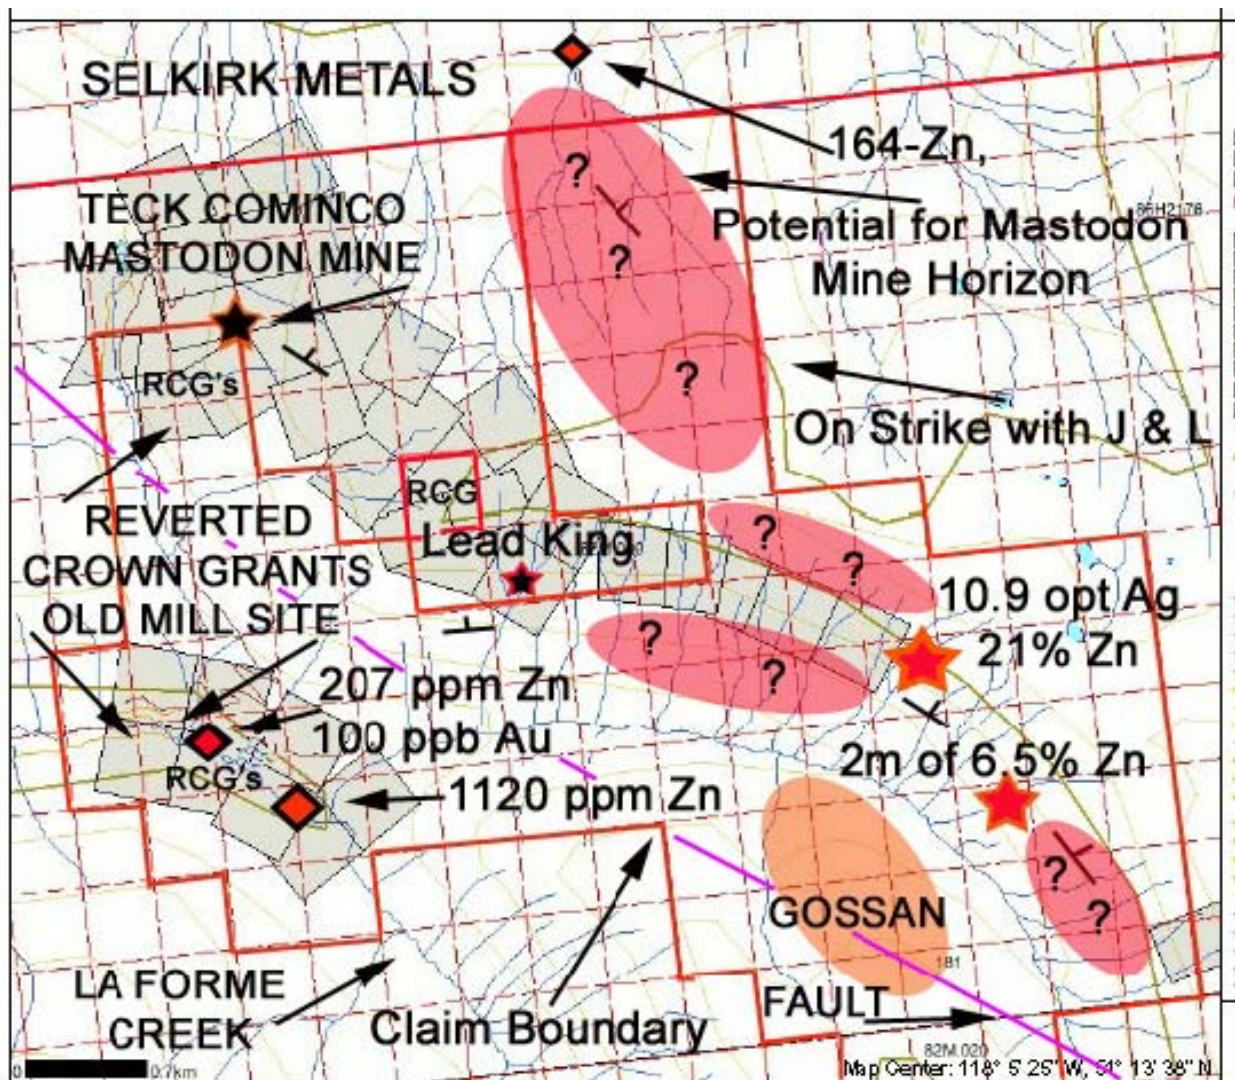 SELKIRK METALS
164-Zn,
TECK COMINCO
MASTODON MINE
?
86H2176
Potential for Mastodon
Mine Horizon
?
RCG's
?
On Strike with J & L
RCG
REVERTED
CROWN GRANTS
OLD MILL SITE
Lead King
?
?
10.9 opt Ag
21% Zn
?
?
207 ppm Zn
100 ppb Au
RCG's
1120 ppm Zn
2m of 6.5% Zn
?
?
GOSSAN
181
LA FORME
CREEK
Claim Boundary
FAULT
82M.020
0 0.7km
Map Center: 118° 5' 25" W, 51° 13' 38" N